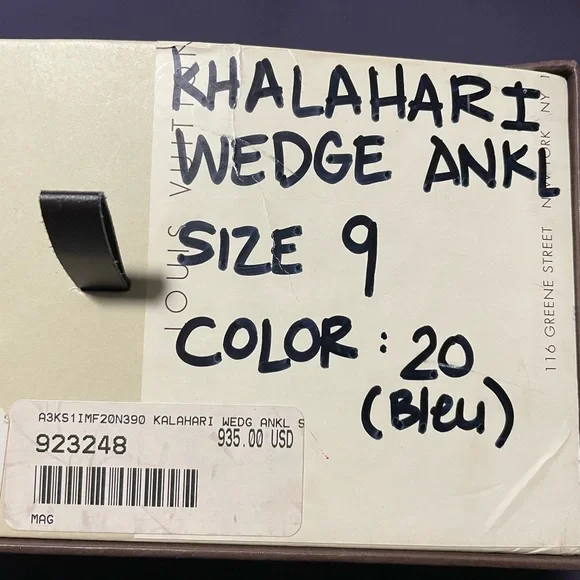 KHALAHARI
WEDGE ANKL
SIZE 9
COLOR : 20
(Bleu)
LOUIS VUITTON
116 GREENE STREET NEW YORK NY 1
A3KS1IMF20N390 KALAHARI WEDG ANKL S
923248
935.00 USD
MAG